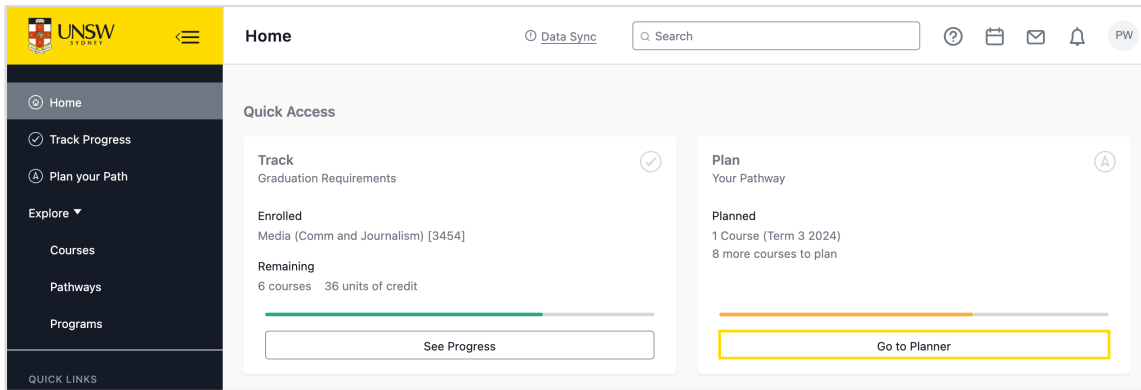 UNSW
SYDNEY
Home
Data Sync
Search
PW
Home
Track Progress
Plan your Path
Explore
Courses
Pathways
Programs
QUICK LINKS
Quick Access
Track
Graduation Requirements
Enrolled
Media (Comm and Journalism) [3454]
Remaining
6 courses 36 units of credit
See Progress
Plan
Your Pathway
Planned
1 Course (Term 3 2024)
8 more courses to plan
Go to Planner